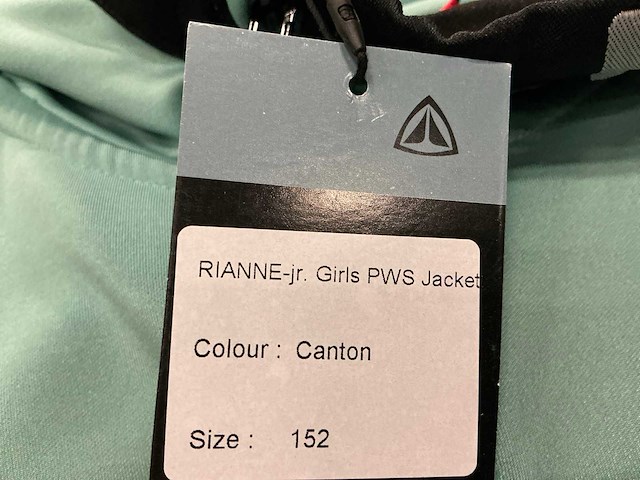 RIANNE-jr. Girls PWS Jacket
Colour : Canton
Size : 152